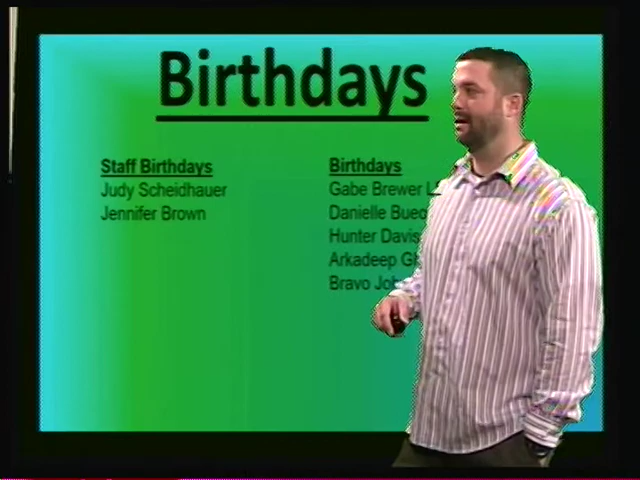 Birthdays
Staff Birthdays
Judy Scheidhauer
Jennifer Brown
Birthdays
Gabe Brewer
Danielle
Hunter Davis
Arkadeep
Bravo